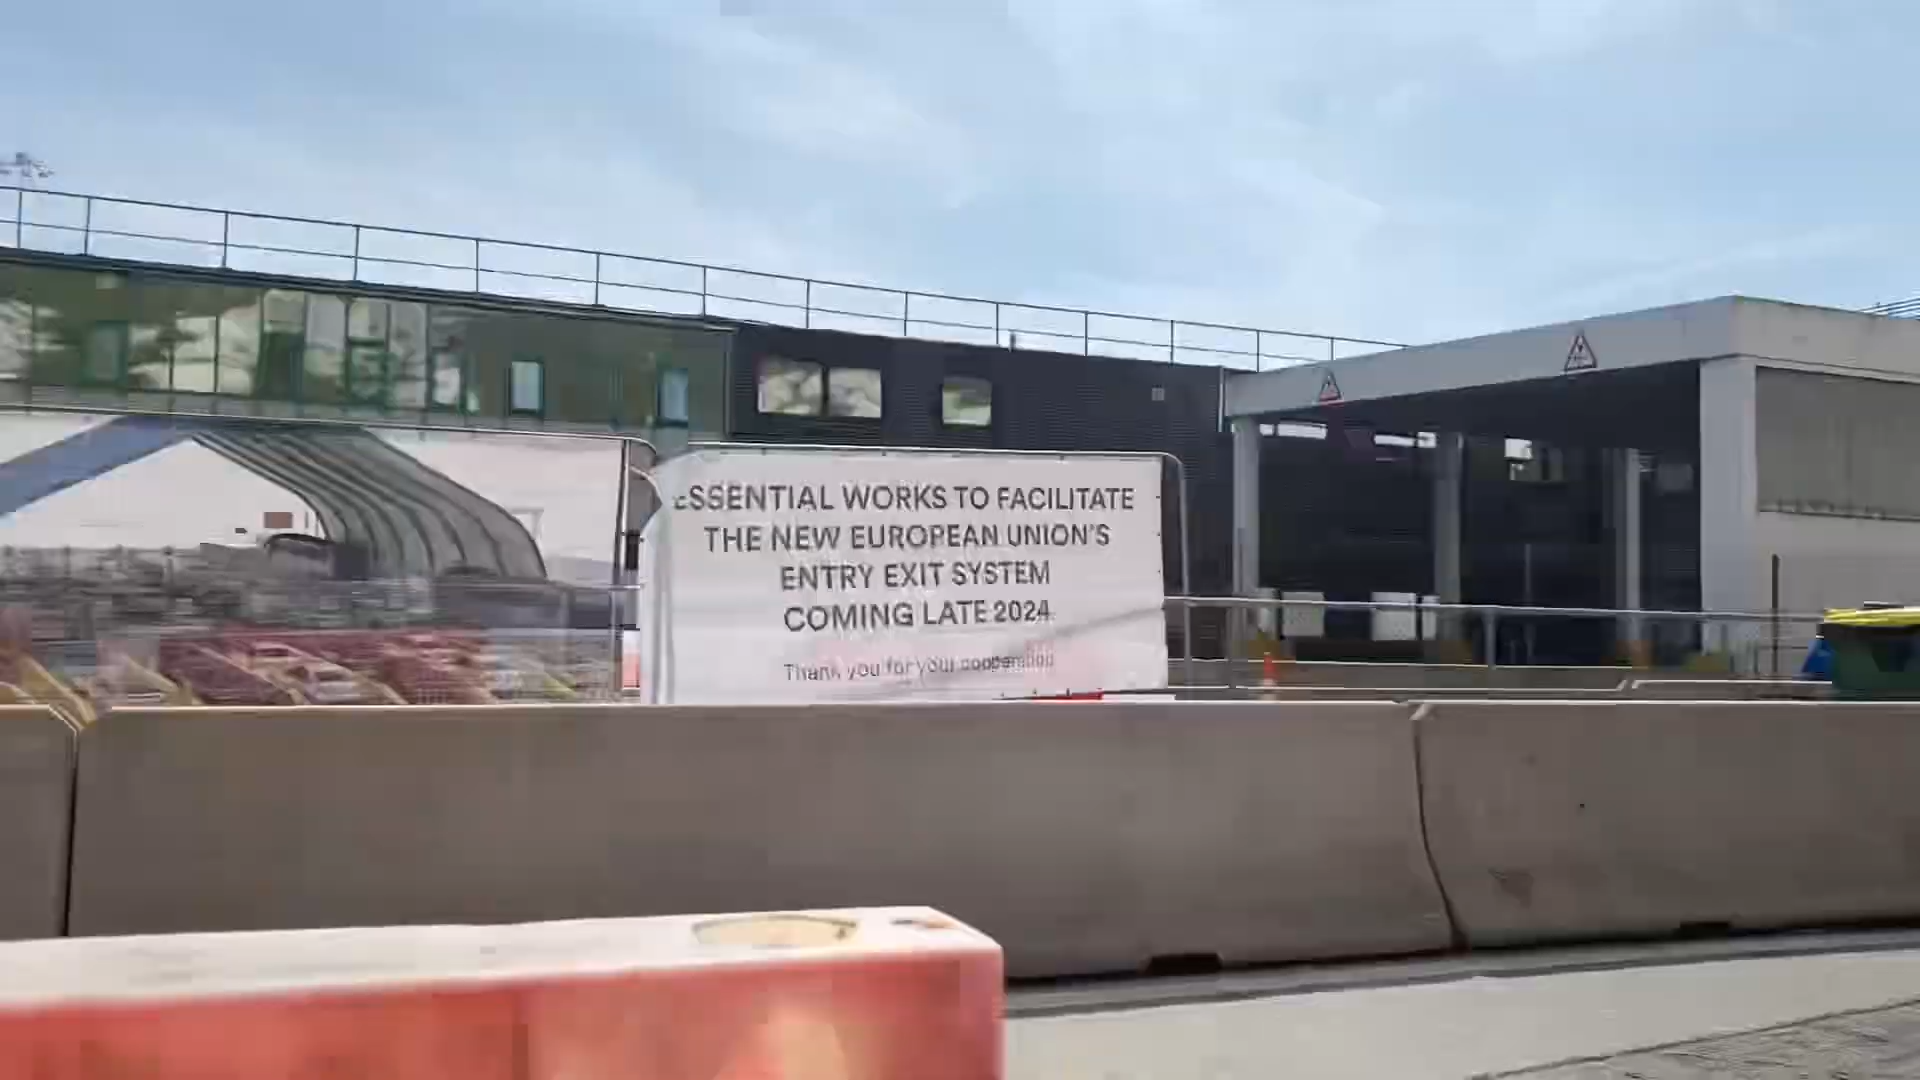 ESSENTIAL WORKS TO FACILITATE
THE NEW EUROPEAN UNION'S
ENTRY EXIT SYSTEM
COMING LATE 2024
Thank you for your cooperation